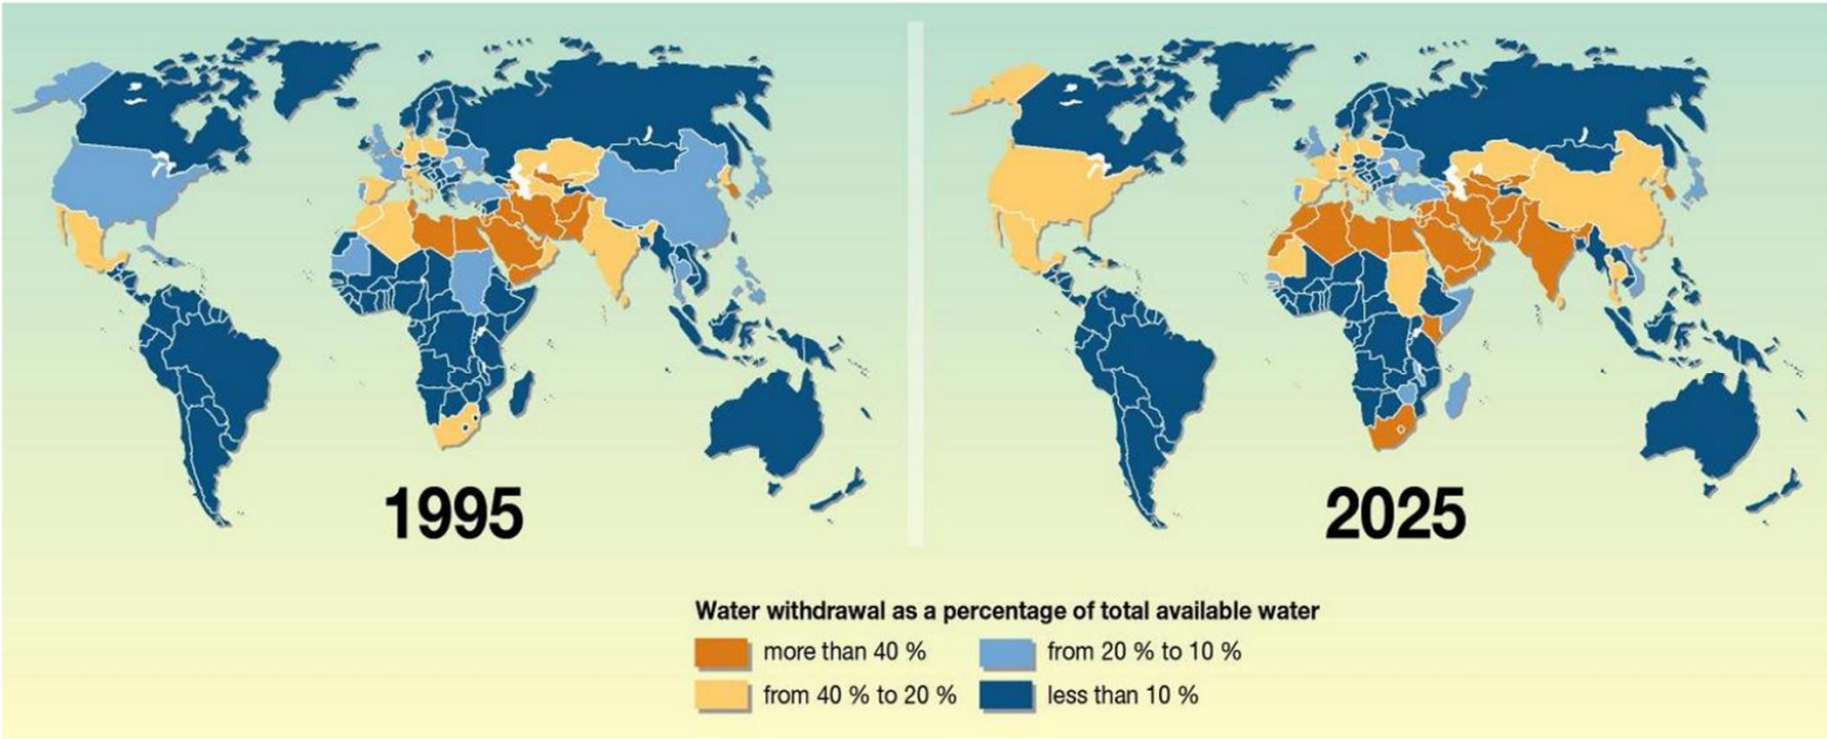 1995
2025
Water withdrawal as a percentage of total available water
more than 40 %
from 20 % to 10 %
from 40 % to 20 %
less than 10 %